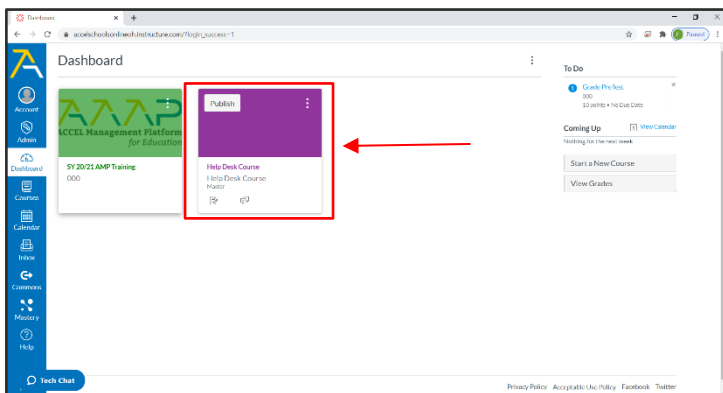 Dashboard
accelschoolsonlineoh.instructure.com/?login_success=1
Paused
Account
Admin
Dashboard
Courses
Calendar
Inbox
Commons
Mastery
Help
Tech Chat
Dashboard
AAAP
ACCEL Management Platform
for Education
SY 20/21 AMP Training
000
Publish
Help Desk Course
Help Desk Course
Master
To Do
1
Grade Pre Test
000
10 points • No Due Date
Coming Up
View Calendar
Nothing for the next week
Start a New Course
View Grades
Privacy Policy Acceptable Use Policy Facebook Twitter